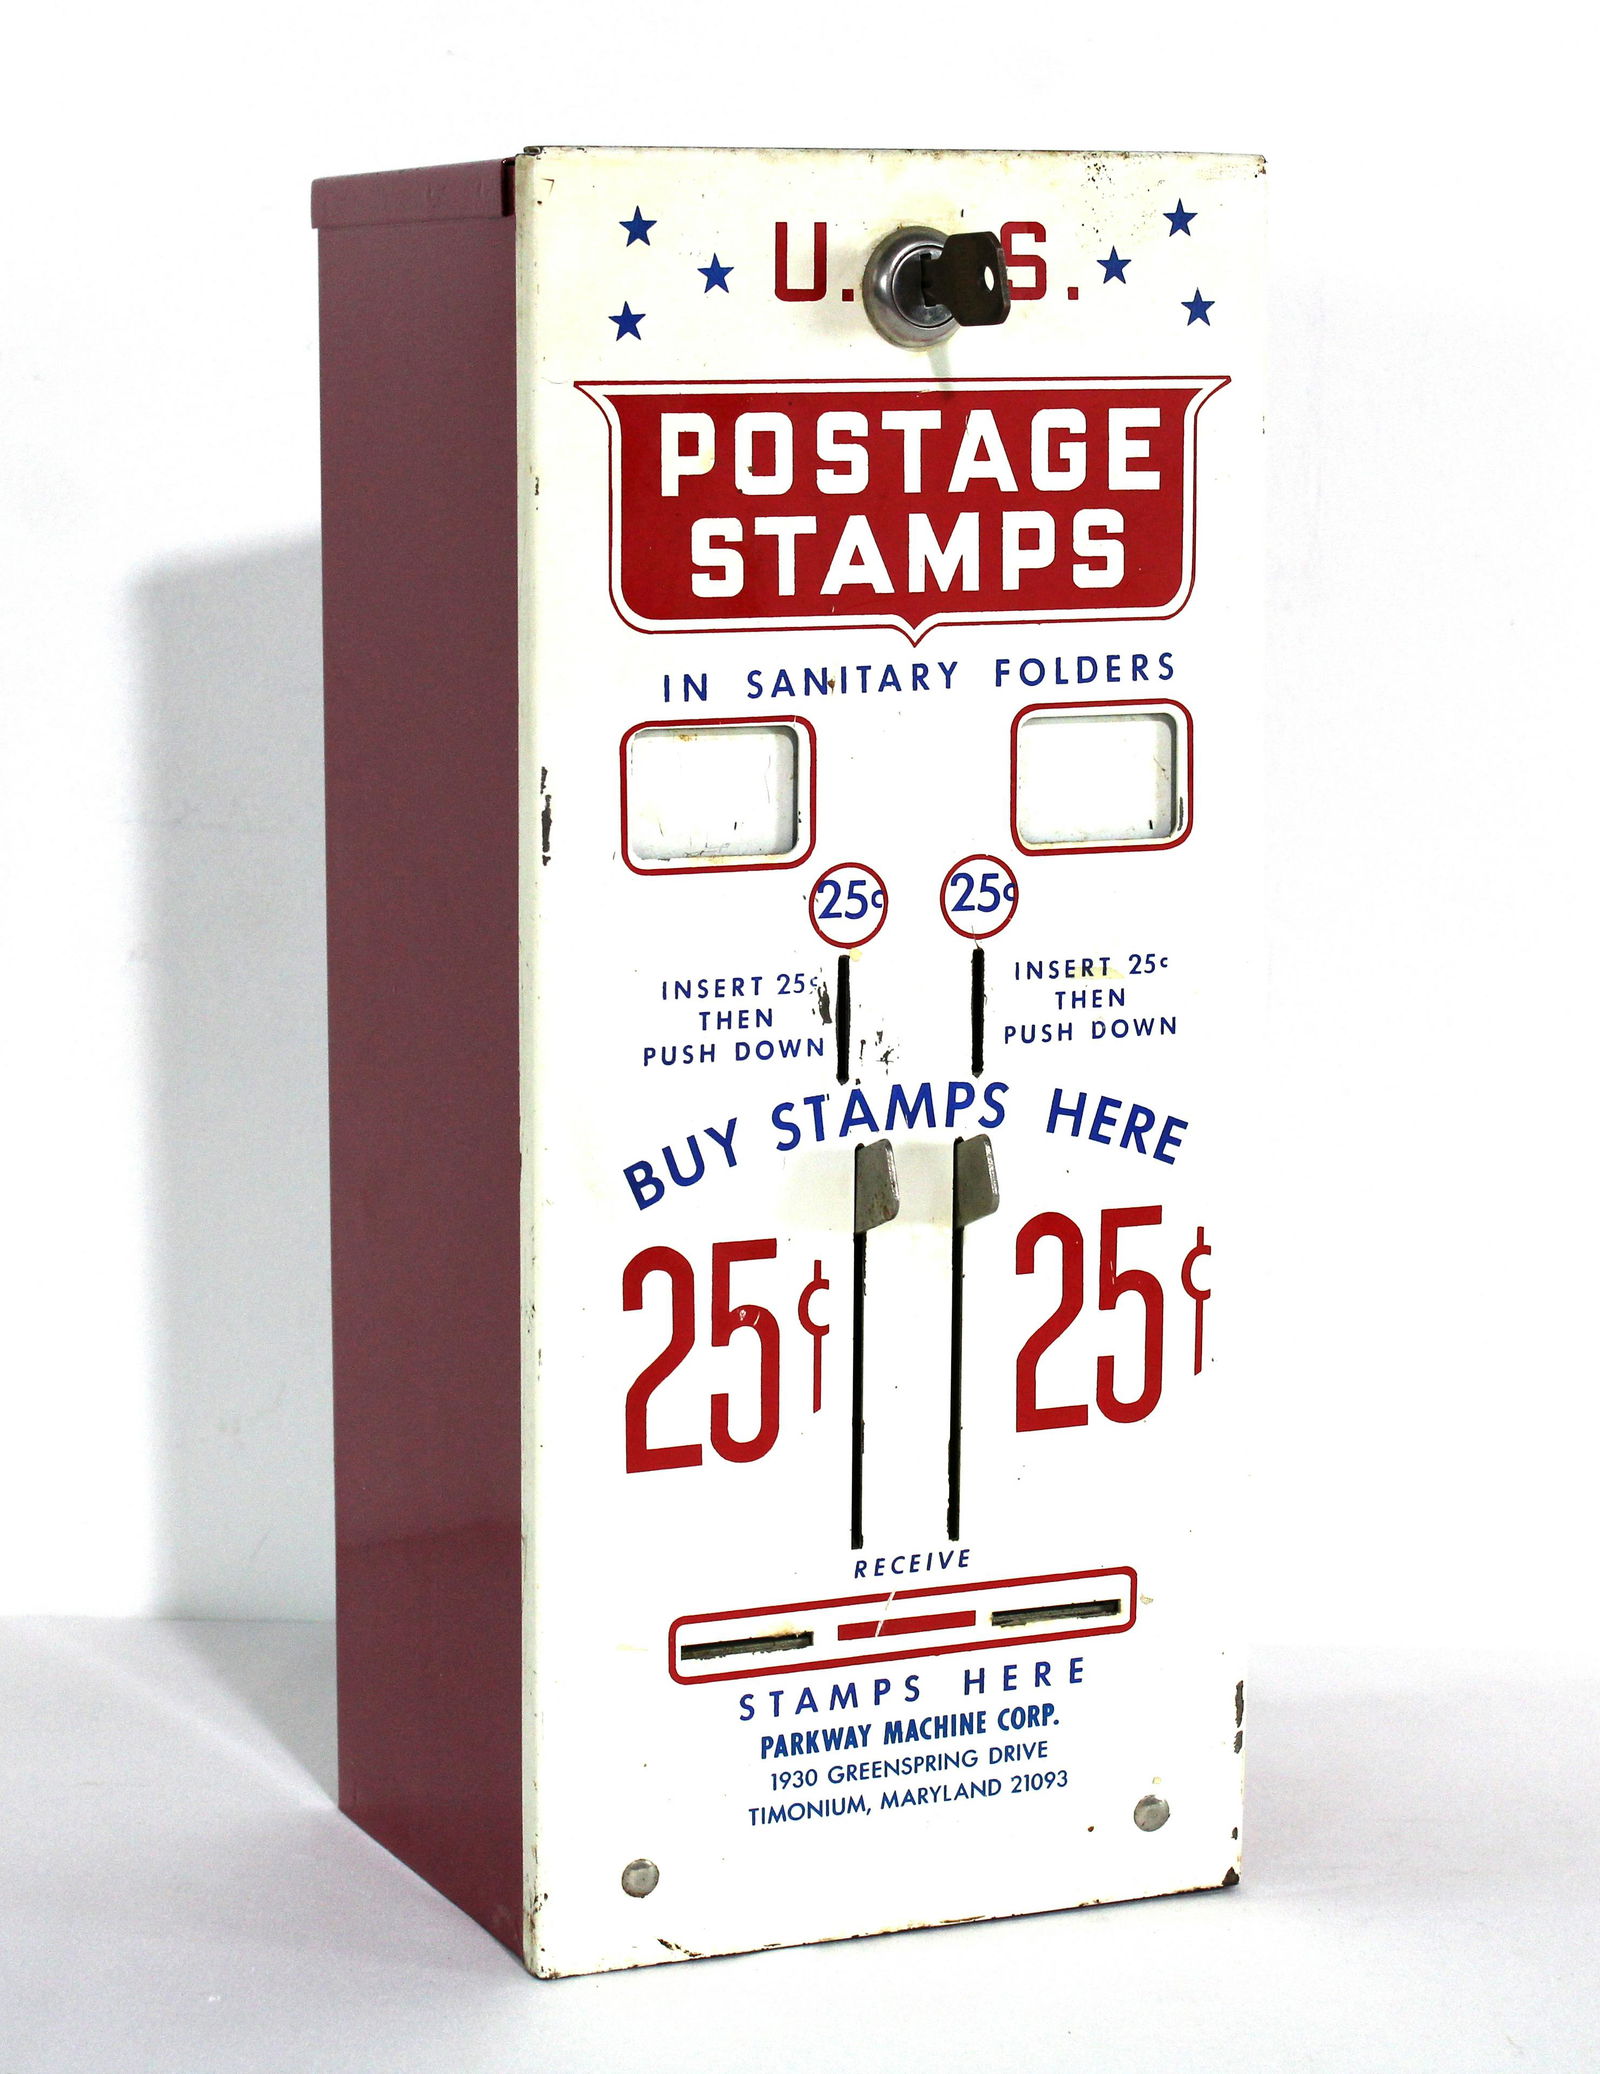 U. S.
POSTAGE
STAMPS
IN SANITARY FOLDERS
25¢ 25¢
INSERT 25¢
THEN
PUSH DOWN
INSERT 25¢
THEN
PUSH DOWN
BUY STAMPS HERE
25¢ 25¢
RECEIVE
STAMPS HERE
PARKWAY MACHINE CORP.
1930 GREENSPRING DRIVE
TIMONIUM, MARYLAND 21093